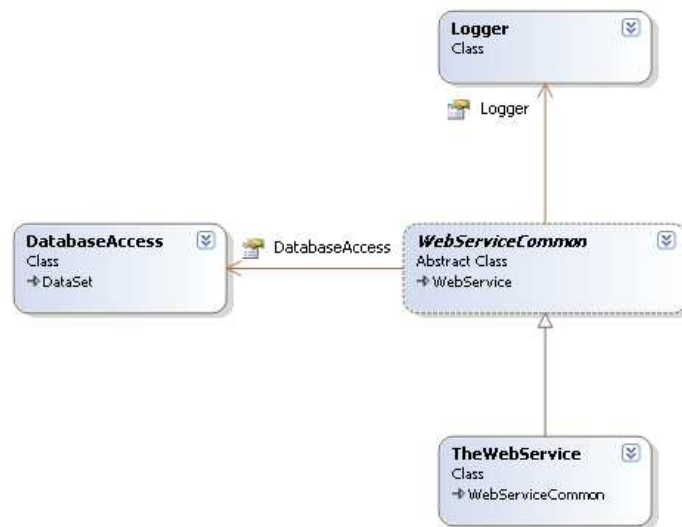 Logger
Class
Logger
DatabaseAccess
Class
DataSet
DatabaseAccess
WebServiceCommon
Abstract Class
WebService
TheWebService
Class
WebServiceCommon